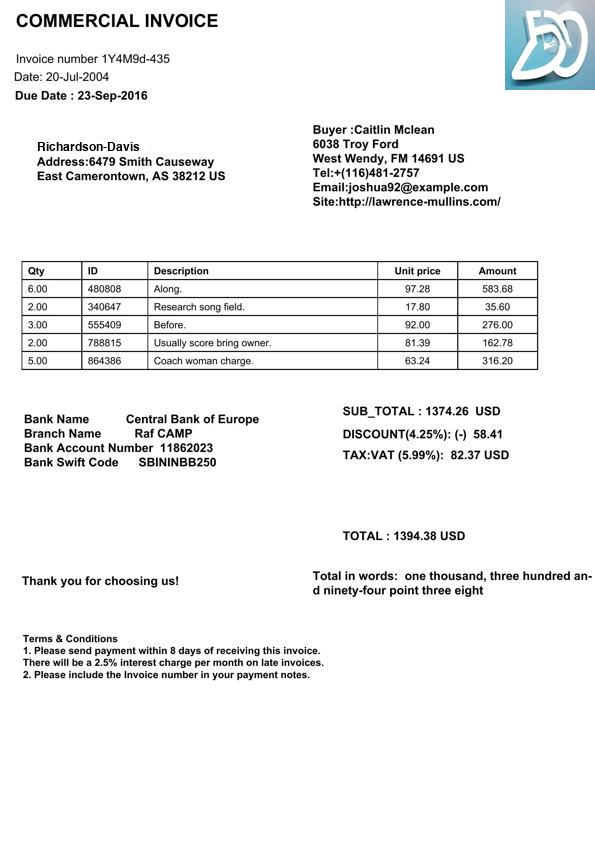 COMMERCIAL INVOICE
Invoice number 1Y4M9d-435
Date: 20-Jul-2004
Due Date : 23-Sep-2016
Richardson-Davis
Address:6479 Smith Causeway
East Camerontown, AS 38212 US
Buyer :Caitlin Mclean
6038 Troy Ford
West Wendy, FM 14691 US
Tel:+(116)481-2757
Email:joshua92@example.com
Site:http://lawrence-mullins.com/
Qty ID Description Unit price Amount
6.00 480808 Along. 97.28 583.68
2.00 340647 Research song field. 17.80 35.60
3.00 555409 Before. 92.00 276.00
2.00 788815 Usually score bring owner. 81.39 162.78
5.00 864386 Coach woman charge. 63.24 316.20
Bank Name Central Bank of Europe
Branch Name Raf CAMP
Bank Account Number 11862023
Bank Swift Code SBININBB250
SUB_TOTAL : 1374.26 USD
DISCOUNT(4.25%): (-) 58.41
TAX:VAT (5.99%): 82.37 USD
TOTAL : 1394.38 USD
Thank you for choosing us!
Total in words: one thousand, three hundred an-
d ninety-four point three eight
Terms & Conditions
1. Please send payment within 8 days of receiving this invoice.
There will be a 2.5% interest charge per month on late invoices.
2. Please include the Invoice number in your payment notes.